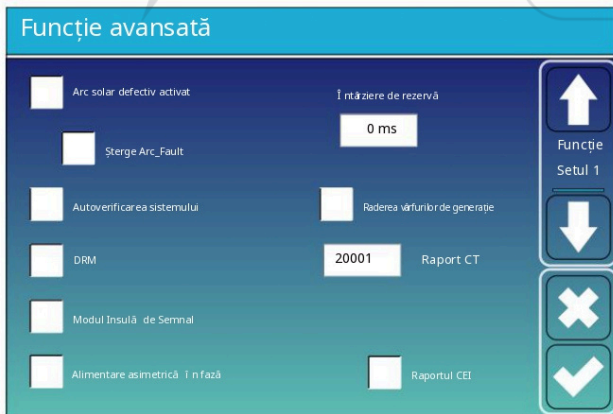 Funcție avansată
Arc solar defectiv activat
Întârziere de rezervă
0 ms
Șterge Arc_Fault
Funcție
Setul 1
Autoverificarea sistemului
Raderea vârfurilor de generație
DRM
20001
Raport CT
Modul Insulă de Semnal
Alimentare asimetrică în fază
Raportul CEI